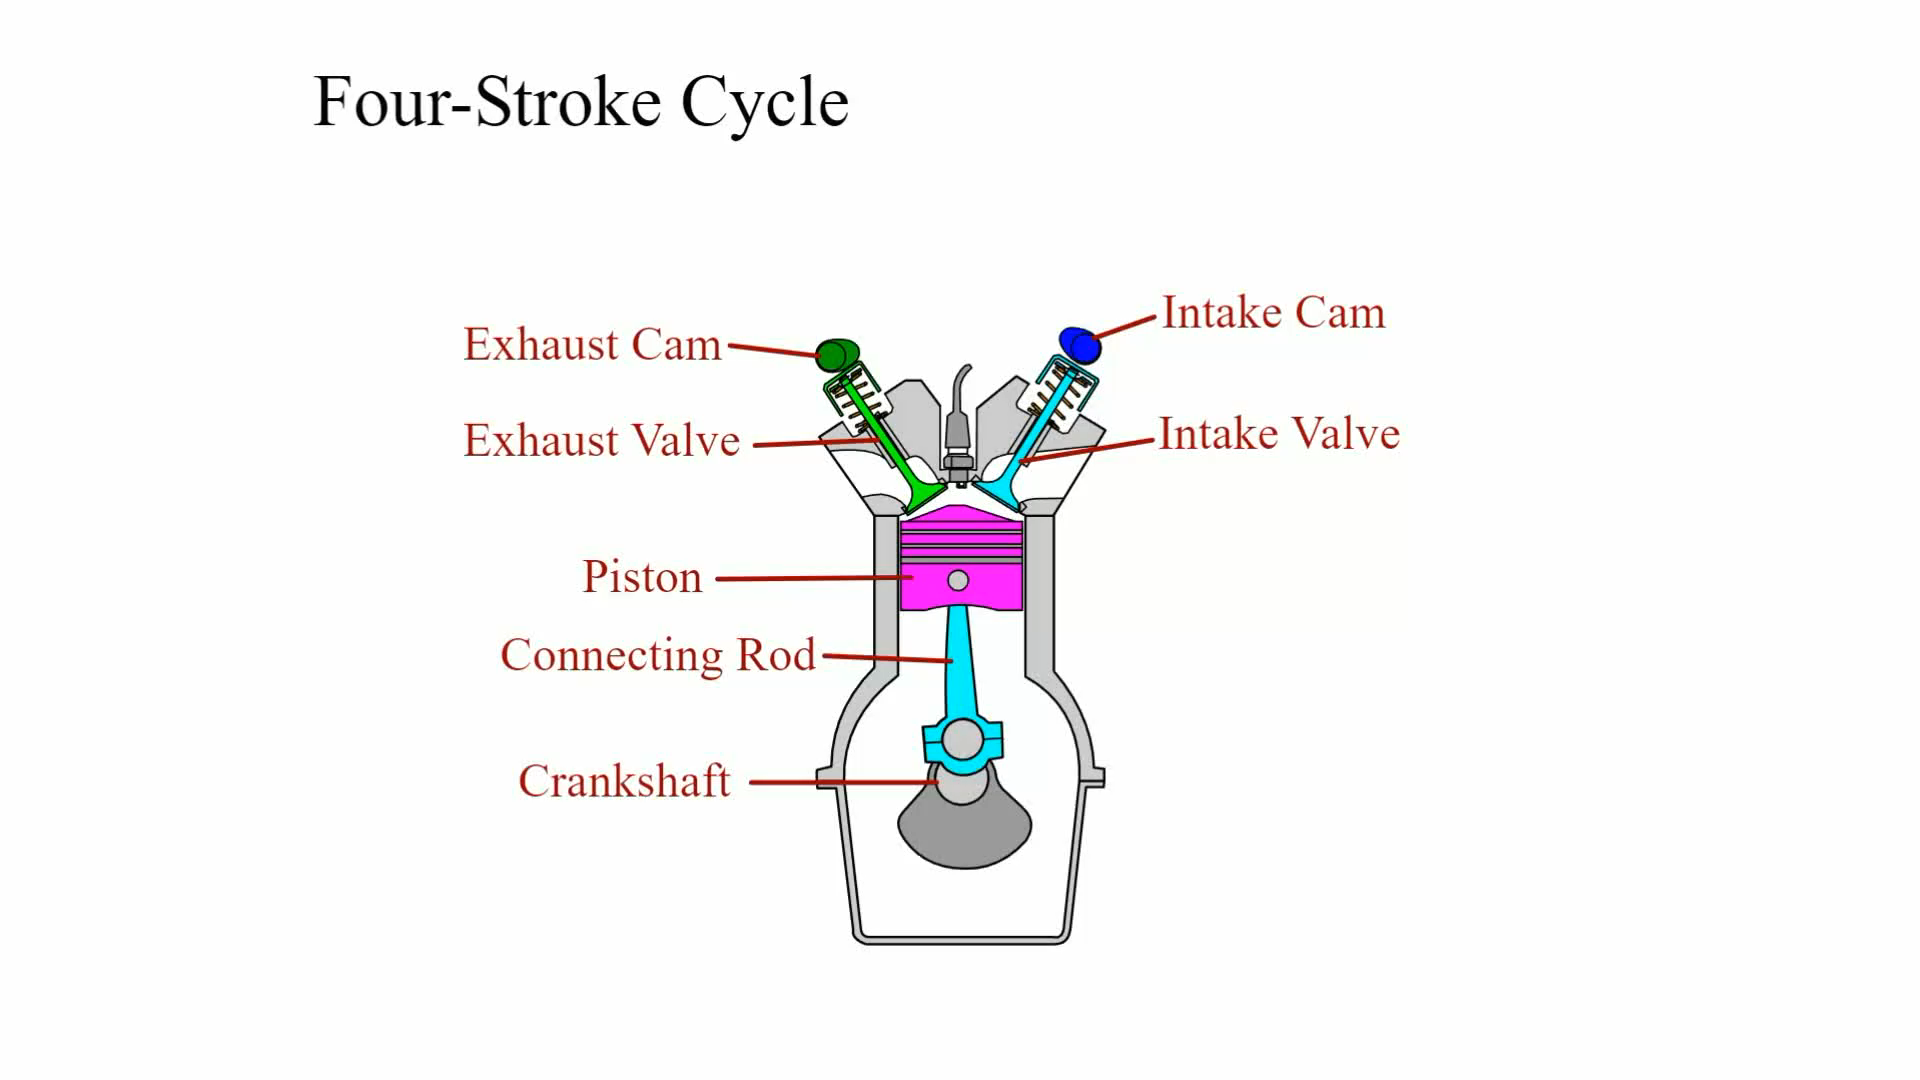 Four-Stroke Cycle
Intake Cam
Exhaust Cam
Intake Valve
Exhaust Valve
Piston
Connecting Rod
Crankshaft